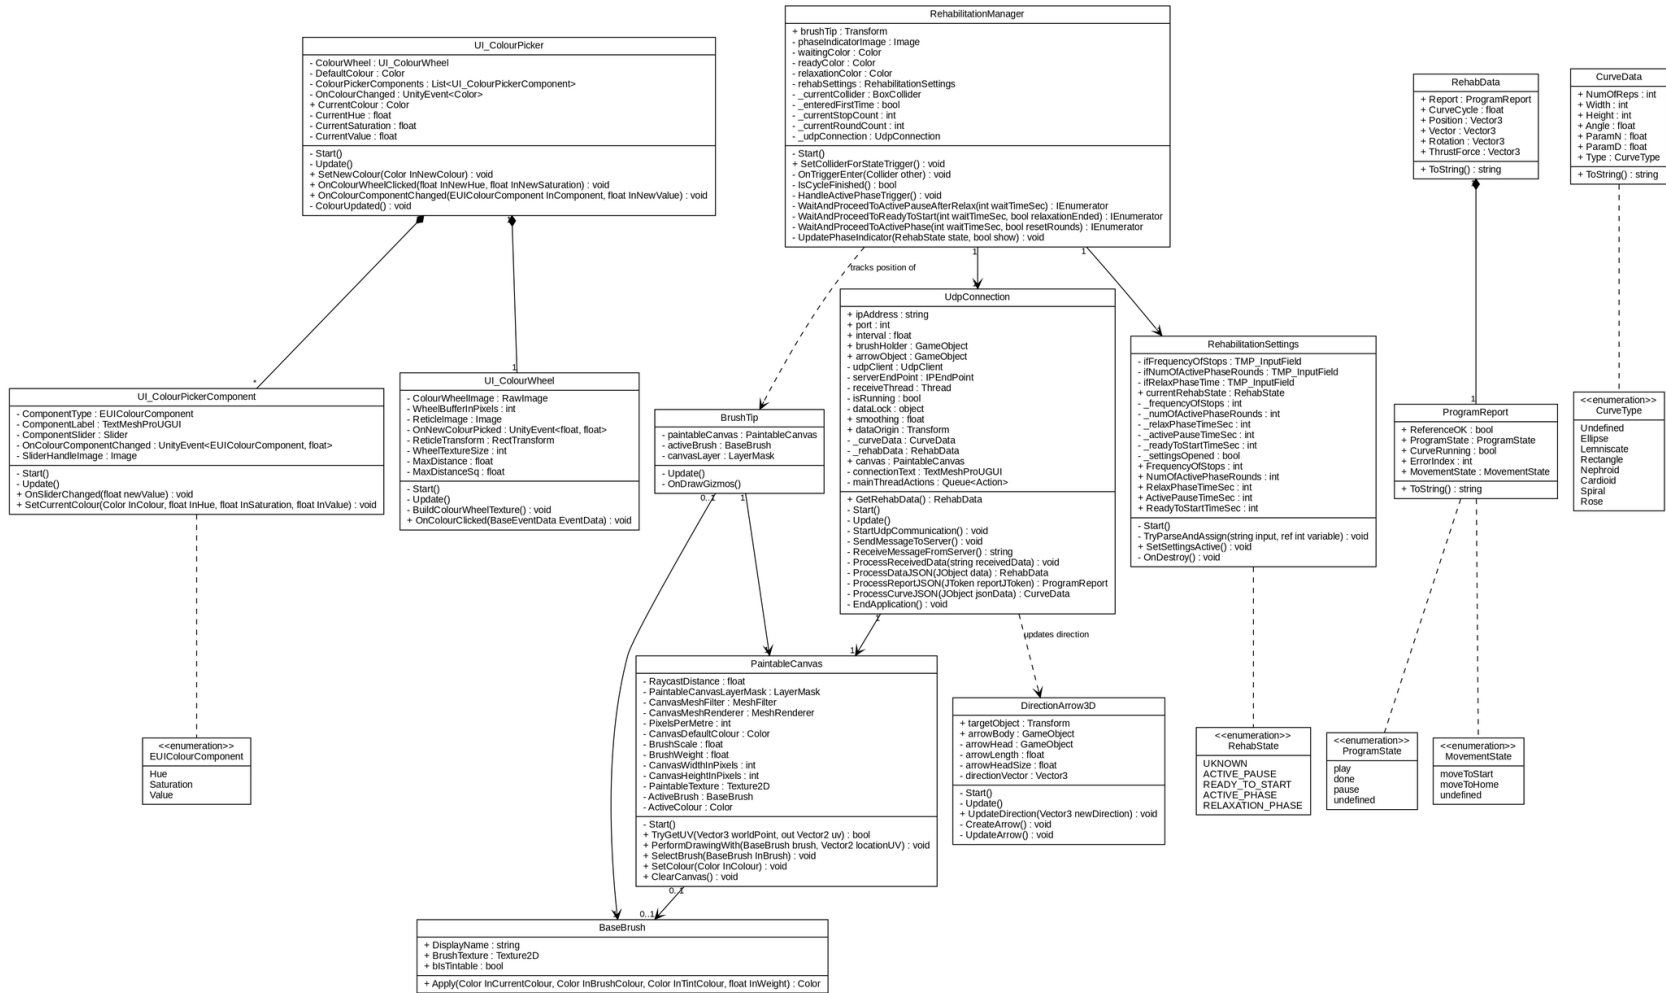 UI_ColourPicker
- ColourWheel : UI_ColourWheel
- DefaultColour : Color
- ColourPickerComponents : List<UI_ColourPickerComponent>
- OnColourChanged : UnityEvent<Color>
+ CurrentColour : Color
- CurrentHue : float
- CurrentSaturation : float
- CurrentValue : float
- Start()
- Update()
+ SetNewColour(Color InNewColour) : void
+ OnColourWheelClicked(float InNewHue, float InNewSaturation) : void
+ OnColourComponentChanged(EUIColourComponent InComponent, float InNewValue) : void
- ColourUpdated() : void
RehabilitationManager
+ brushTip : Transform
- phaseIndicatorImage : Image
- waitingColor : Color
- readyColor : Color
- relaxationColor : Color
- rehabSettings : RehabilitationSettings
- _currentCollider : BoxCollider
- _enteredFirstTime : bool
- _currentStopCount : int
- _currentRoundCount : int
- _udpConnection : UdpConnection
- Start()
+ SetColliderForStateTrigger() : void
- OnTriggerEnter(Collider other) : void
- IsCycleFinished() : bool
- HandleActivePhaseTrigger() : void
- WaitAndProceedToActivePauseAfterRelax(int waitTimeSec) : IEnumerator
- WaitAndProceedToReadyToStart(int waitTimeSec, bool relaxationEnded) : IEnumerator
- WaitAndProceedToActivePhase(int waitTimeSec, bool resetRounds) : IEnumerator
- UpdatePhaseIndicator(RehabState state, bool show) : void
RehabData
+ Report : ProgramReport
+ CurveCycle : float
+ Position : Vector3
+ Vector : Vector3
+ Rotation : Vector3
+ ThrustForce : Vector3
+ ToString() : string
CurveData
+ NumOfReps : int
+ Width : int
+ Height : int
+ Angle : float
+ ParamN : float
+ ParamD : float
+ Type : CurveType
+ ToString() : string
tracks position of
1
1
UdpConnection
+ ipAddress : string
+ port : int
+ interval : float
+ brushHolder : GameObject
+ arrowObject : GameObject
- udpClient : UdpClient
- serverEndPoint : IPEndPoint
- receiveThread : Thread
- isRunning : bool
- dataLock : object
+ smoothing : float
+ dataOrigin : Transform
- _curveData : CurveData
- _rehabData : RehabData
+ canvas : PaintableCanvas
- connectionText : TextMeshProUGUI
- mainThreadActions : Queue<Action>
+ GetRehabData() : RehabData
- Start()
- Update()
- StartUdpCommunication() : void
- SendMessageToServer() : void
- ReceiveMessageFromServer() : string
- ProcessReceivedData(string receivedData) : void
- ProcessDataJSON(JObject data) : RehabData
- ProcessReportJSON(JToken reportJToken) : ProgramReport
- ProcessCurveJSON(JObject jsonData) : CurveData
- EndApplication() : void
RehabilitationSettings
- ifFrequencyOfStops : TMP_InputField
- ifNumOfActivePhaseRounds : TMP_InputField
- ifRelaxPhaseTime : TMP_InputField
+ currentRehabState : RehabState
- _frequencyOfStops : int
- _numOfActivePhaseRounds : int
- _relaxPhaseTimeSec : int
- _activePauseTimeSec : int
- _readyToStartTimeSec : int
- _settingsOpened : bool
+ FrequencyOfStops : int
+ NumOfActivePhaseRounds : int
+ RelaxPhaseTimeSec : int
+ ActivePauseTimeSec : int
+ ReadyToStartTimeSec : int
- Start()
- TryParseAndAssign(string input, ref int variable) : void
+ SetSettingsActive() : void
- OnDestroy() : void
*
UI_ColourPickerComponent
- ComponentType : EUIColourComponent
- ComponentLabel : TextMeshProUGUI
- ComponentSlider : Slider
- OnColourComponentChanged : UnityEvent<EUIColourComponent, float>
- SliderHandleImage : Image
- Start()
- Update()
+ OnSliderChanged(float newValue) : void
+ SetCurrentColour(Color InColour, float InHue, float InSaturation, float InValue) : void
1
UI_ColourWheel
- ColourWheelImage : RawImage
- WheelBufferInPixels : int
- ReticleImage : Image
- OnNewColourPicked : UnityEvent<float, float>
- ReticleTransform : RectTransform
- WheelTextureSize : int
- MaxDistance : float
- MaxDistanceSq : float
- Start()
- Update()
- BuildColourWheelTexture() : void
+ OnColourClicked(BaseEventData EventData) : void
BrushTip
- paintableCanvas : PaintableCanvas
- activeBrush : BaseBrush
- canvasLayer : LayerMask
- Update()
- OnDrawGizmos()
0..1
1
1
ProgramReport
+ ReferenceOK : bool
+ ProgramState : ProgramState
+ CurveRunning : bool
+ ErrorIndex : int
+ MovementState : MovementState
+ ToString() : string
<<enumeration>>
CurveType
Undefined
Ellipse
Lemniscate
Rectangle
Nephroid
Cardioid
Spiral
Rose
1
1
updates direction
PaintableCanvas
- RaycastDistance : float
- PaintableCanvasLayerMask : LayerMask
- CanvasMeshFilter : MeshFilter
- CanvasMeshRenderer : MeshRenderer
- PixelsPerMetre : int
- CanvasDefaultColour : Color
- BrushScale : float
- BrushWeight : float
- CanvasWidthInPixels : int
- CanvasHeightInPixels : int
- PaintableTexture : Texture2D
- ActiveBrush : BaseBrush
- ActiveColour : Color
- Start()
+ TryGetUV(Vector3 worldPoint, out Vector2 uv) : bool
+ PerformDrawingWith(BaseBrush brush, Vector2 locationUV) : void
+ SelectBrush(BaseBrush InBrush) : void
+ SetColour(Color InColour) : void
+ ClearCanvas() : void
DirectionArrow3D
+ targetObject : Transform
+ arrowBody : GameObject
- arrowHead : GameObject
- arrowLength : float
- arrowHeadSize : float
- directionVector : Vector3
- Start()
- Update()
+ UpdateDirection(Vector3 newDirection) : void
- CreateArrow() : void
- UpdateArrow() : void
<<enumeration>>
EUIColourComponent
Hue
Saturation
Value
<<enumeration>>
RehabState
UKNOWN
ACTIVE_PAUSE
READY_TO_START
ACTIVE_PHASE
RELAXATION_PHASE
<<enumeration>>
ProgramState
play
done
pause
undefined
<<enumeration>>
MovementState
moveToStart
moveToHome
undefined
0..1
0..1
BaseBrush
+ DisplayName : string
+ BrushTexture : Texture2D
+ bIsTintable : bool
+ Apply(Color InCurrentColour, Color InBrushColour, Color InTintColour, float InWeight) : Color